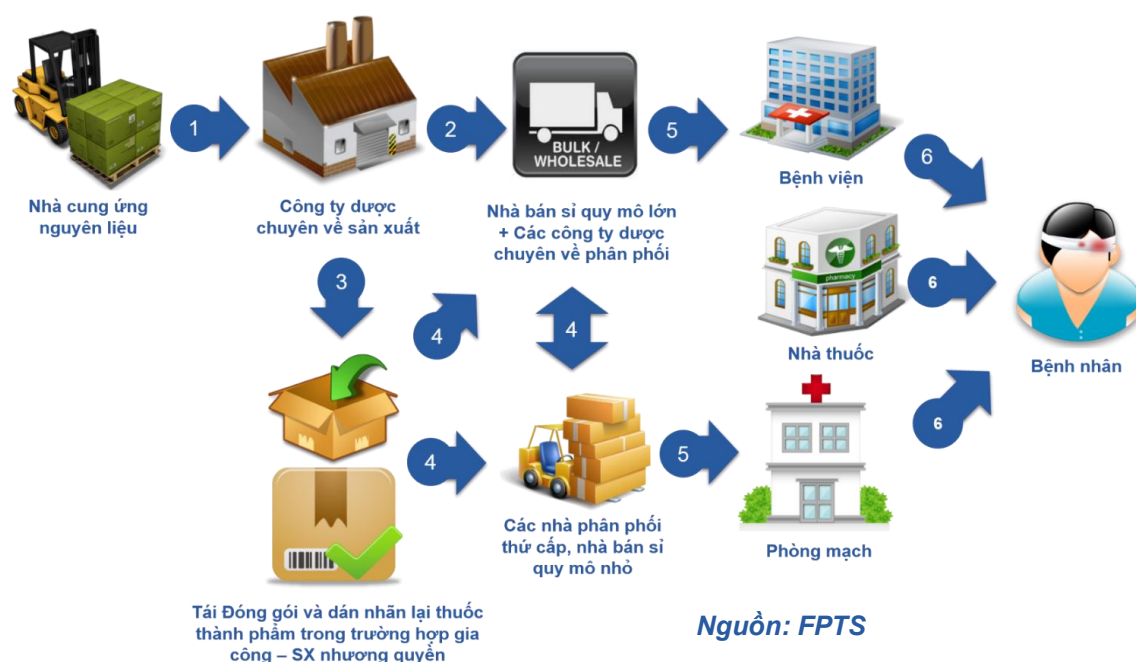 1
2
BULK /
WHOLESALE
5
6
Nhà cung ứng
nguyên liệu
Công ty dược
chuyên về sản xuất
Nhà bán sỉ quy mô lớn
+ Các công ty dược
chuyên về phân phối
Bệnh viện
3
4
4
pharmacy
6
Nhà thuốc
Bệnh nhân
4
5
6
Các nhà phân phối
thứ cấp, nhà bán sỉ
quy mô nhỏ
Phòng mạch
Tái Đóng gói và dán nhãn lại thuốc
thành phẩm trong trường hợp gia
công – SX nhương quyền
Nguồn: FPTS